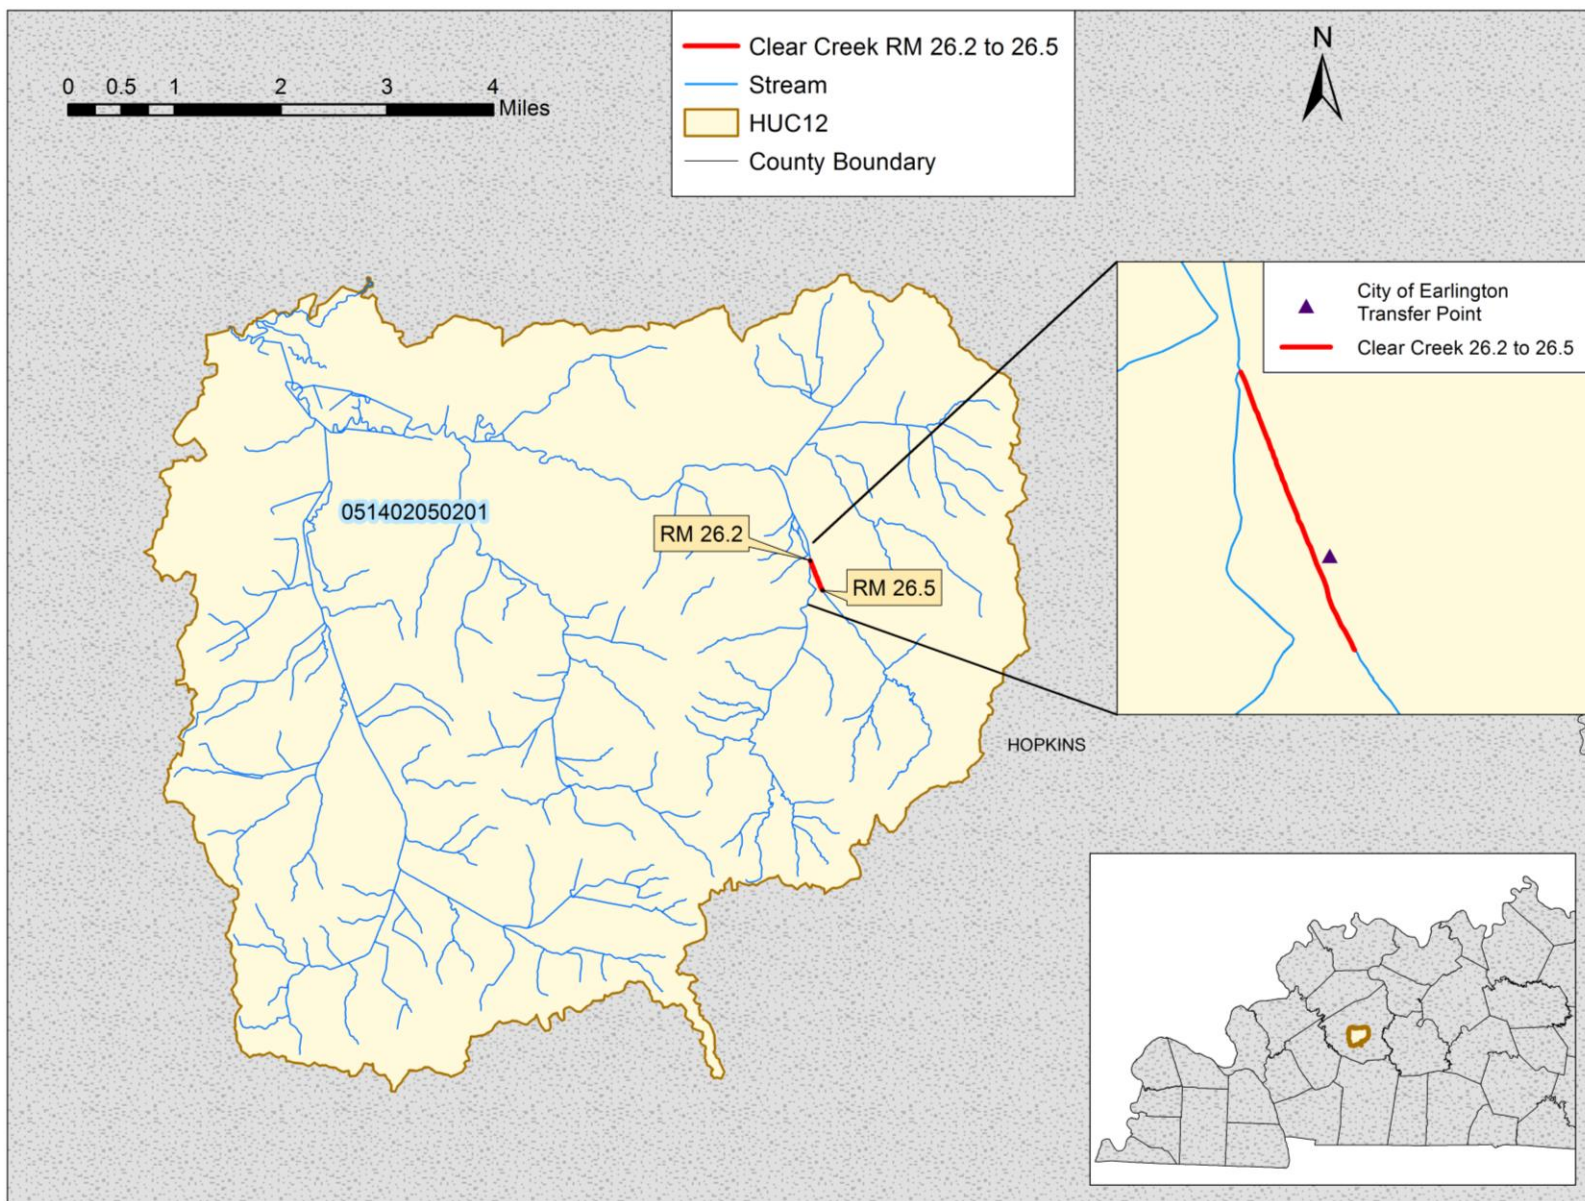 0 0.5 1 2 3 4
Miles
Clear Creek RM 26.2 to 26.5
Stream
HUC12
County Boundary
N
City of Earlington
Transfer Point
Clear Creek 26.2 to 26.5
051402050201
RM 26.2
RM 26.5
HOPKINS